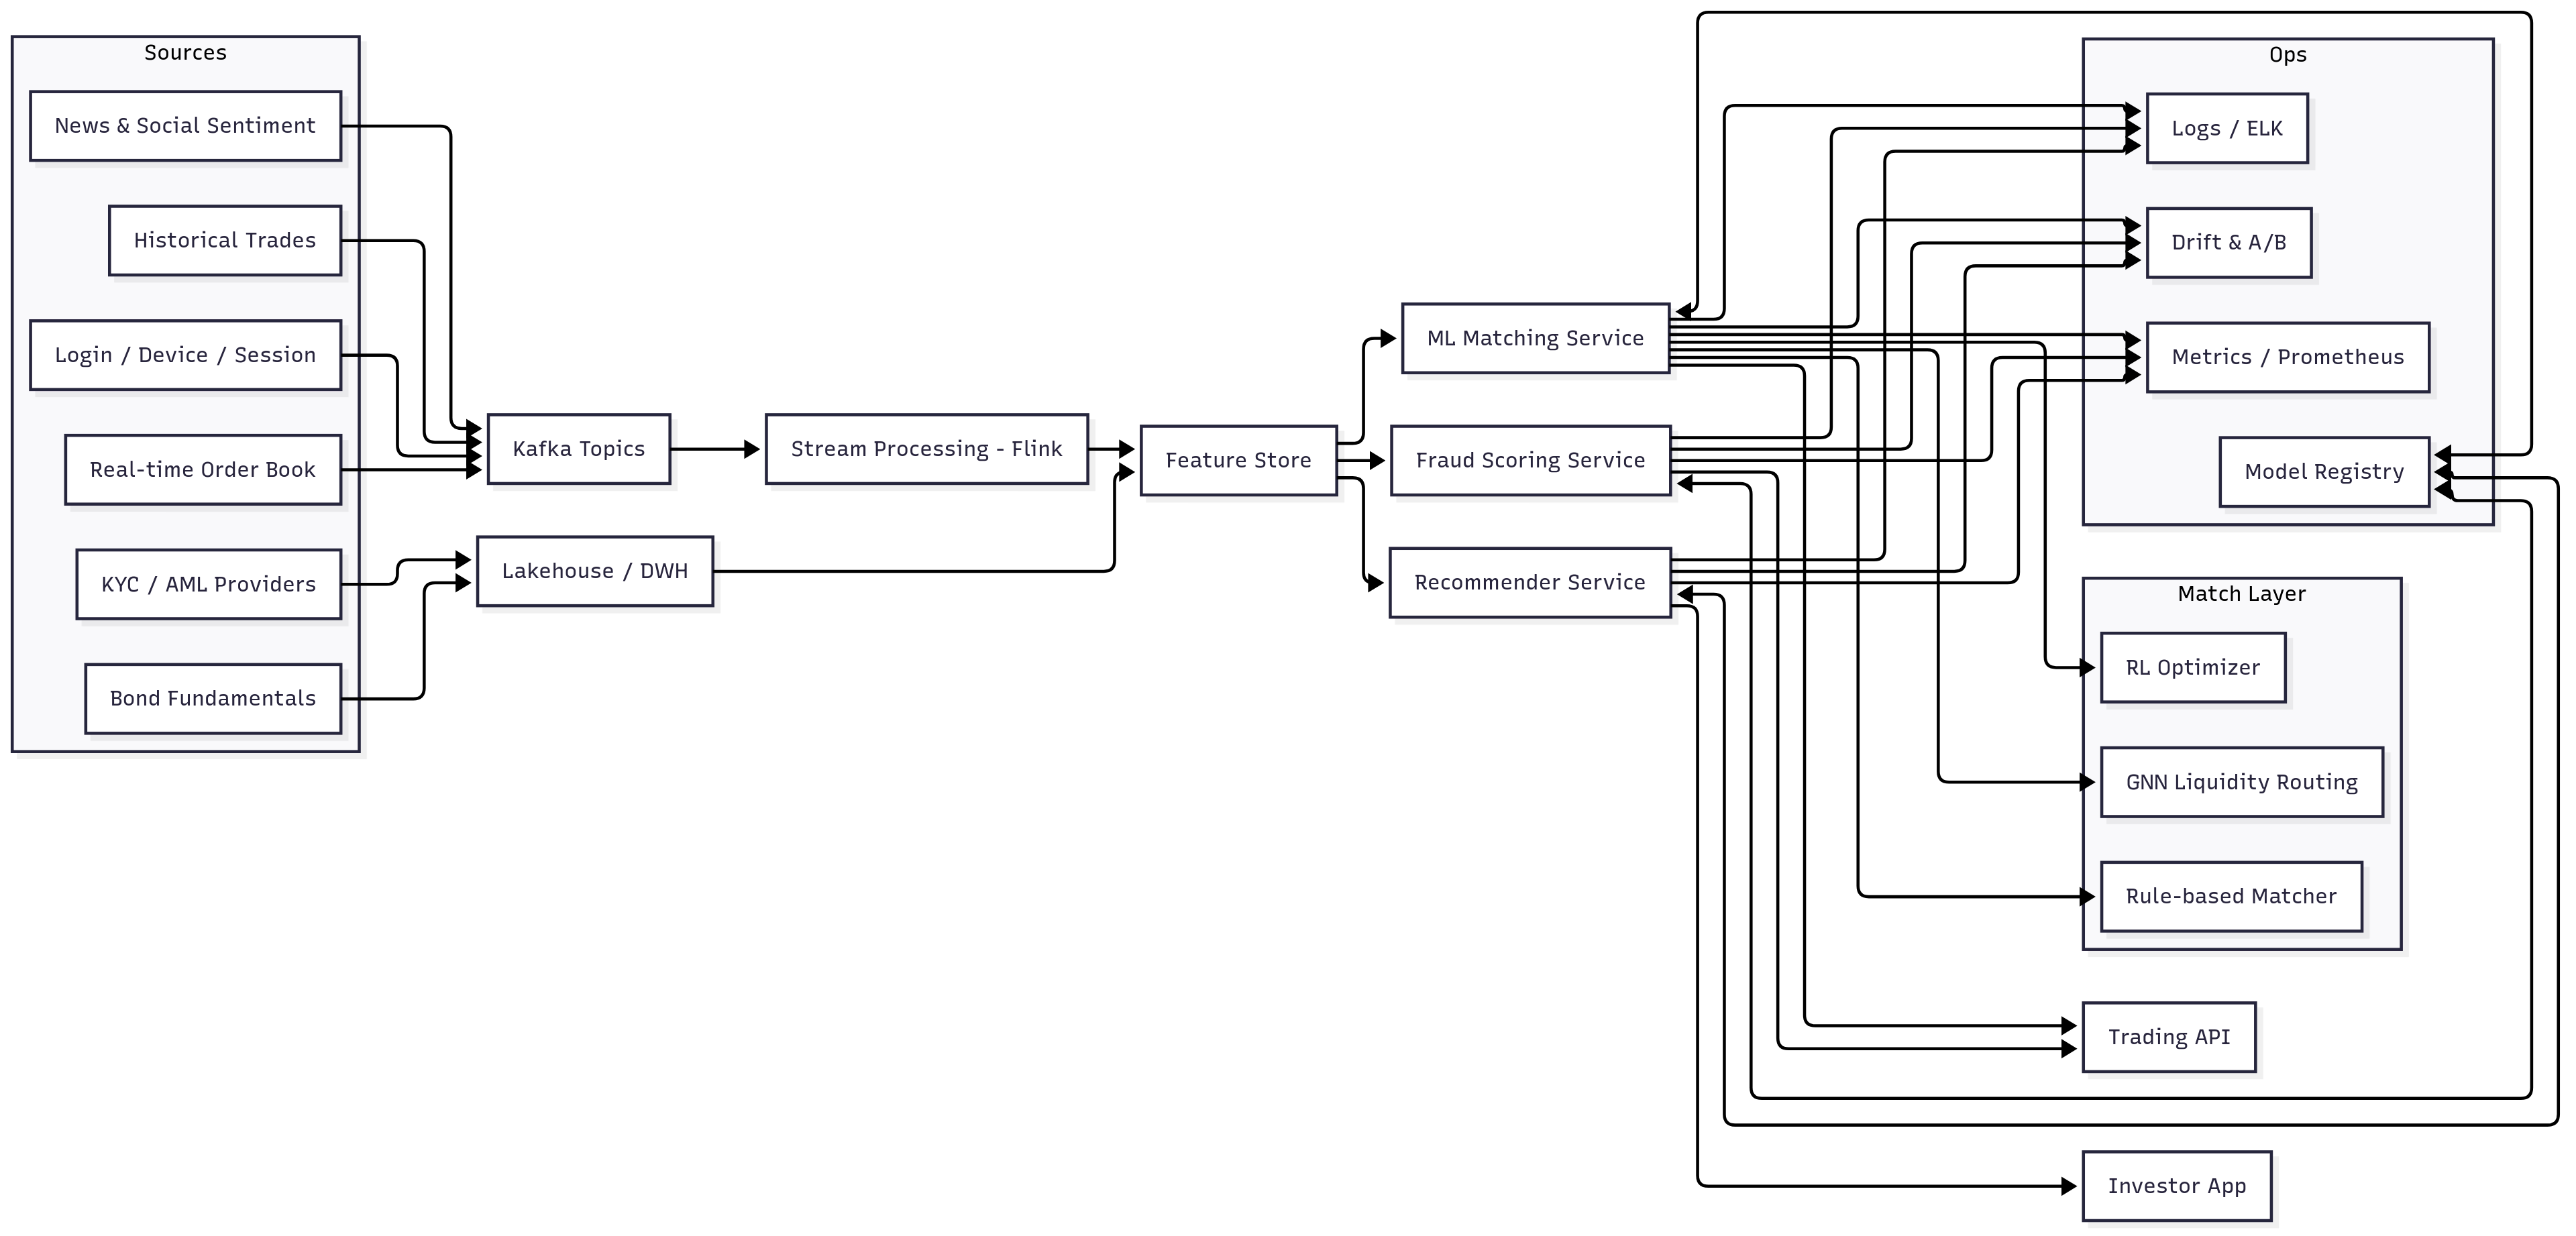 Sources
News & Social Sentiment
Historical Trades
Login / Device / Session
Real-time Order Book
KYC / AML Providers
Bond Fundamentals
Kafka Topics
Lakehouse / DWH
Stream Processing - Flink
Feature Store
ML Matching Service
Fraud Scoring Service
Recommender Service
Ops
Logs / ELK
Drift & A/B
Metrics / Prometheus
Model Registry
Match Layer
RL Optimizer
GNN Liquidity Routing
Rule-based Matcher
Trading API
Investor App